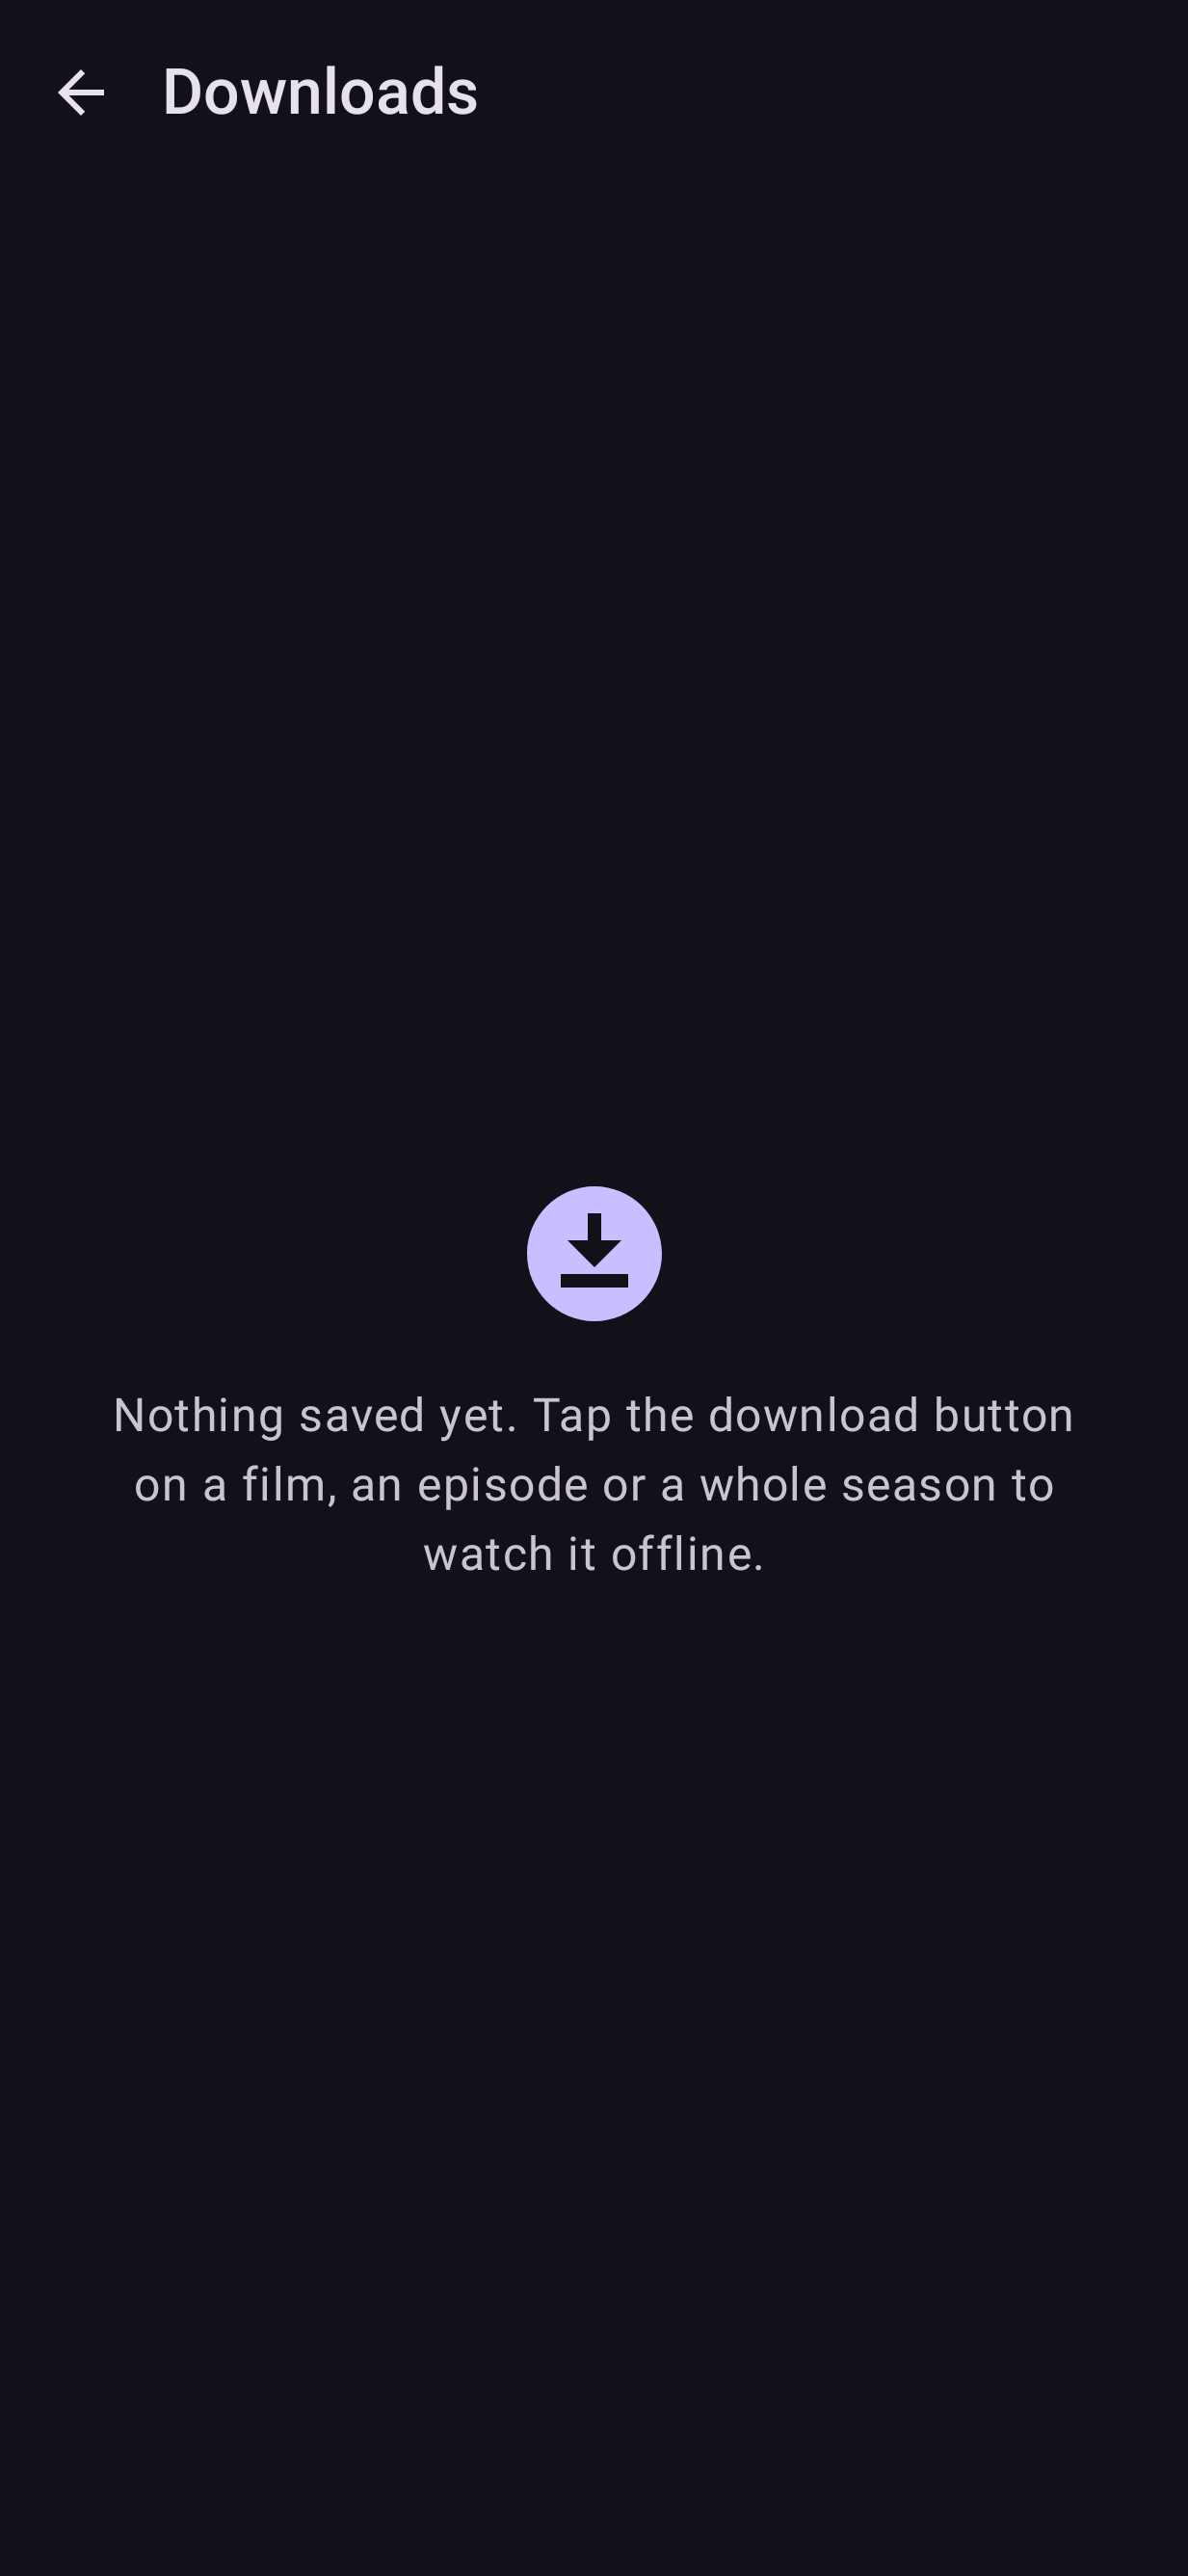 Downloads
Nothing saved yet. Tap the download button
on a film, an episode or a whole season to
watch it offline.